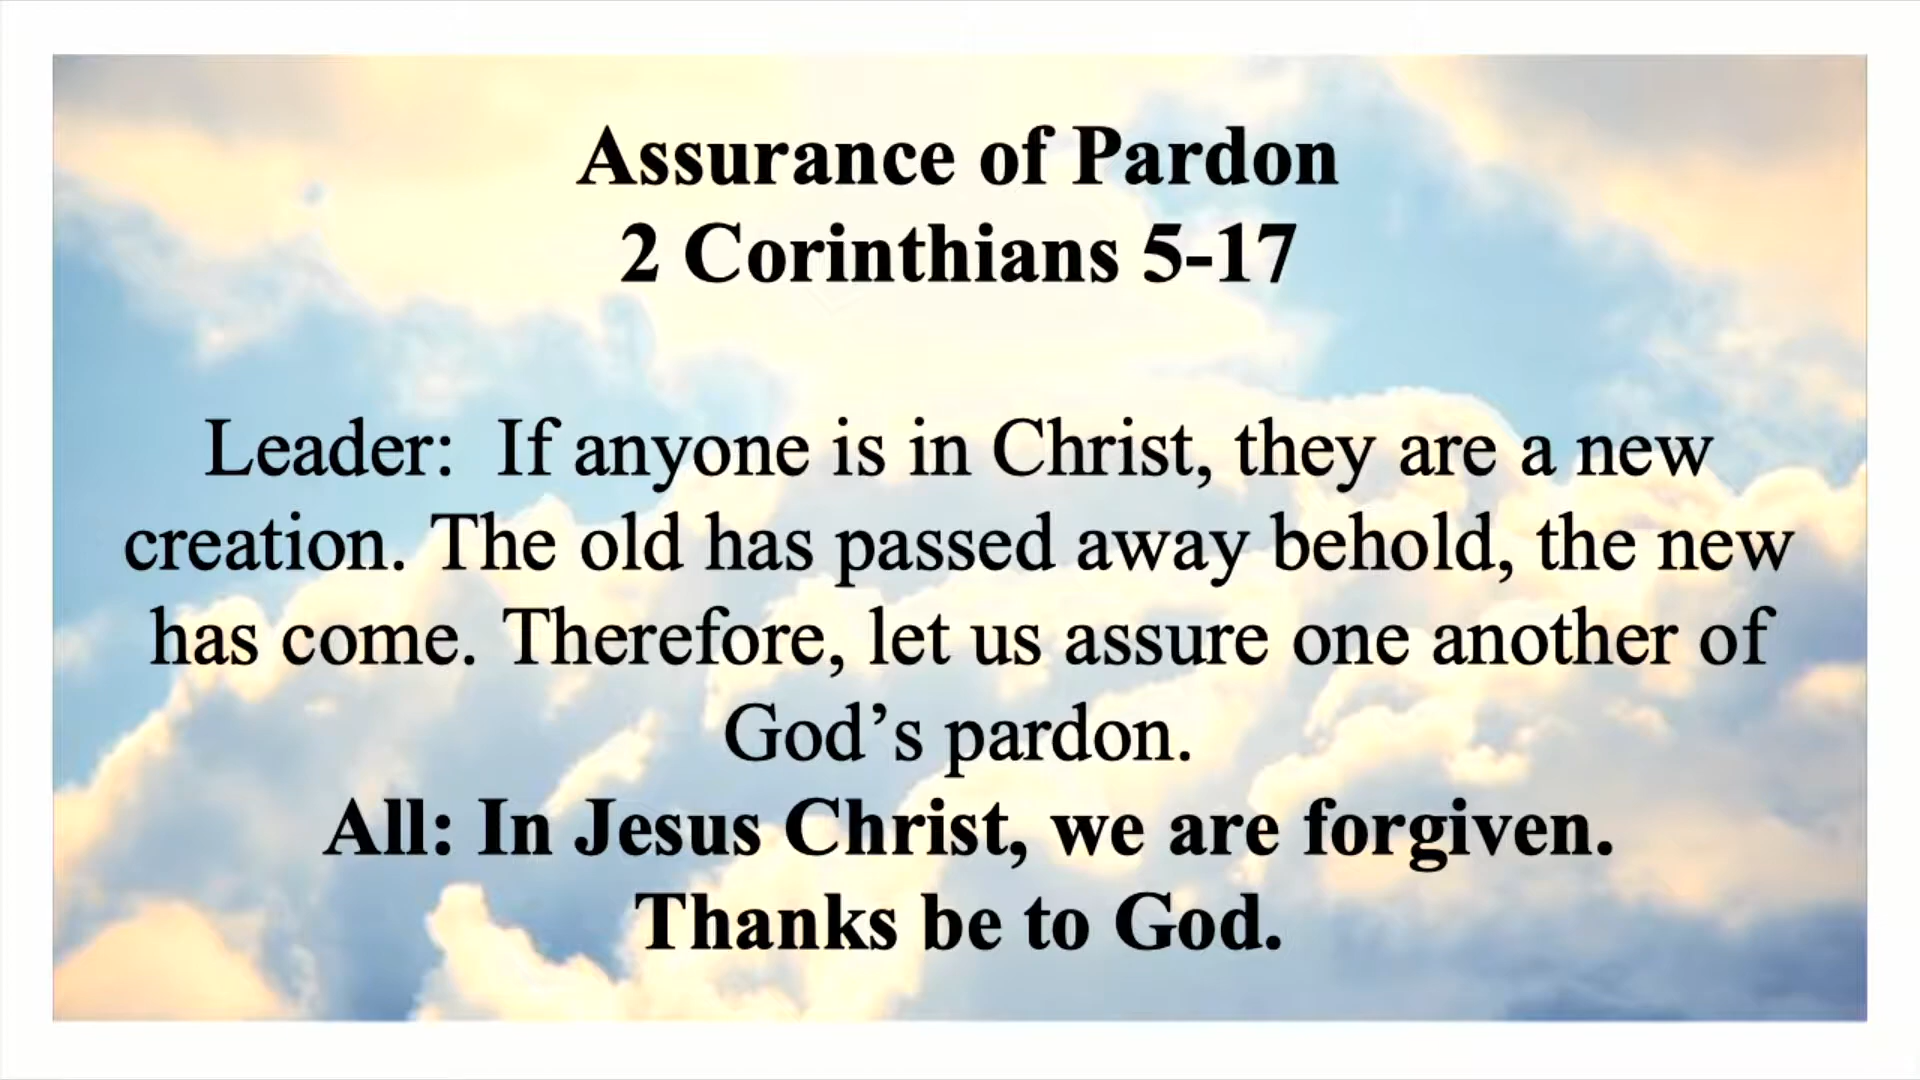 Assurance of Pardon
2 Corinthians 5-17
Leader:  If anyone is in Christ, they are a new
creation. The old has passed away behold, the new
has come. Therefore, let us assure one another of
God’s pardon.
All: In Jesus Christ, we are forgiven.
Thanks be to God.